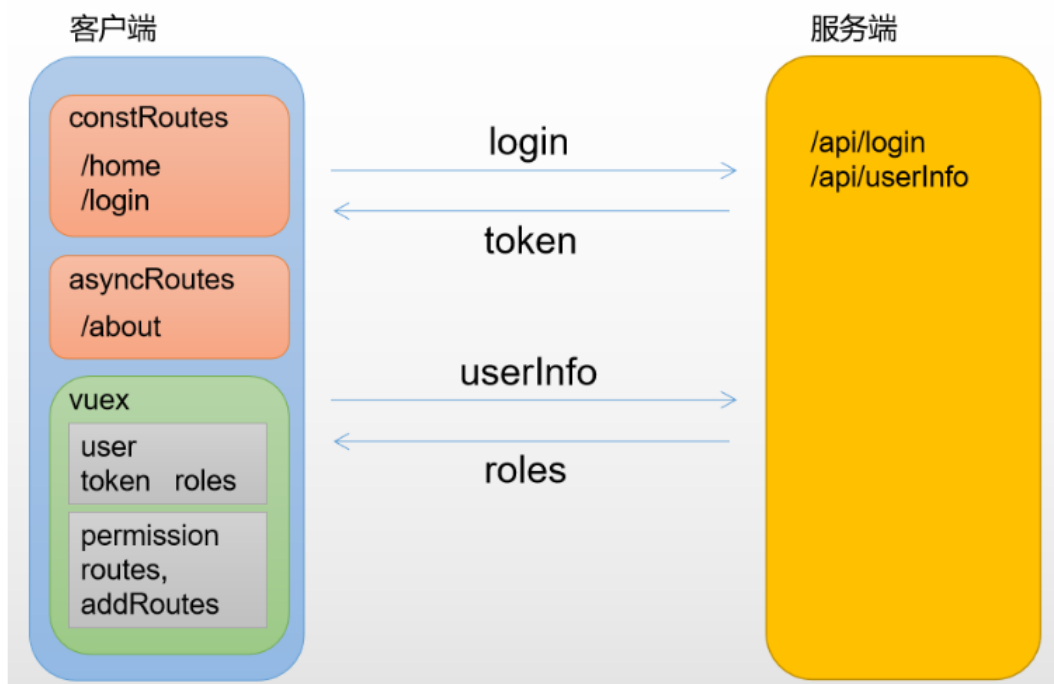 客户端
服务端
constRoutes
/home
/login
asyncRoutes
/about
vuex
user
token roles
permission
routes,
addRoutes
login
token
userInfo
roles
/api/login
/api/userInfo